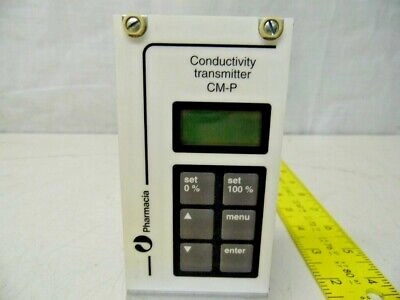 Conductivity
transmitter
CM-P
set
0 %
set
100 %
▲
menu
▼
enter
Pharmacia